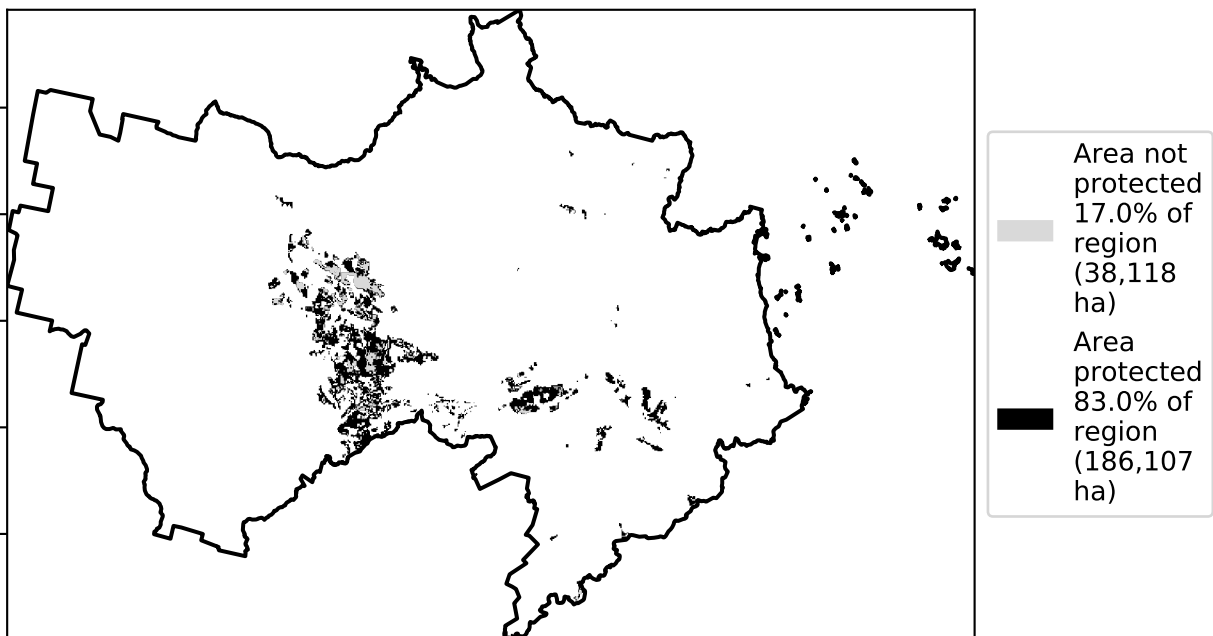 Area not
protected
17.0% of
region
(38,118
ha)
Area
protected
83.0% of
region
(186,107
ha)